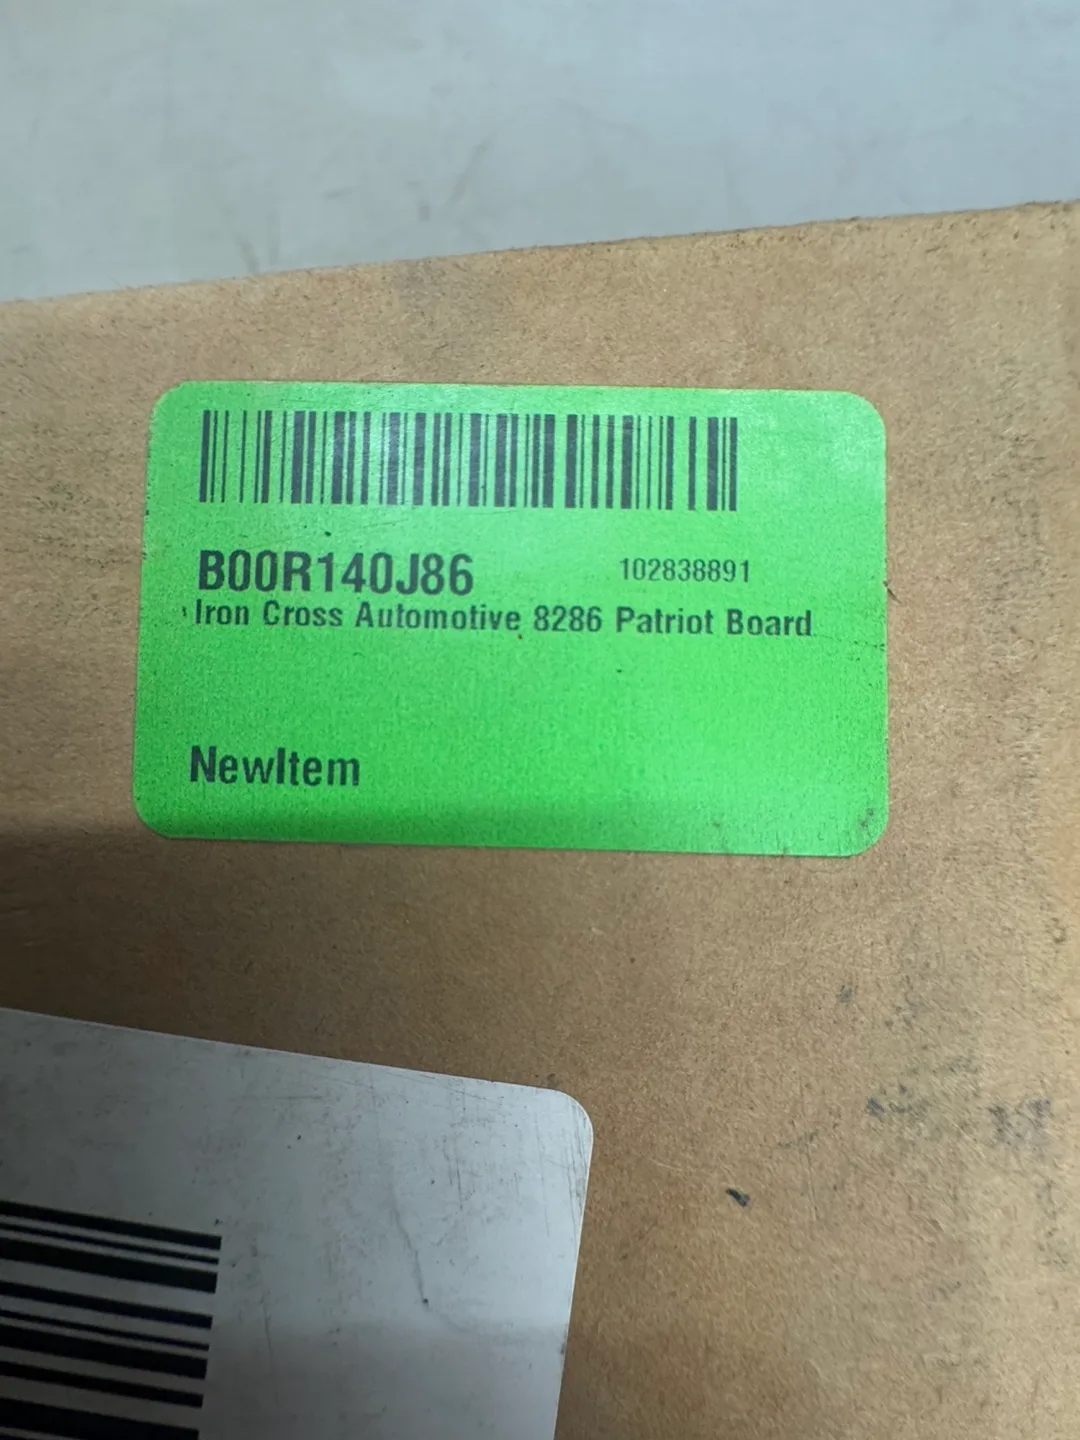 B00R140J86 102838891
Iron Cross Automotive 8286 Patriot Board
NewItem